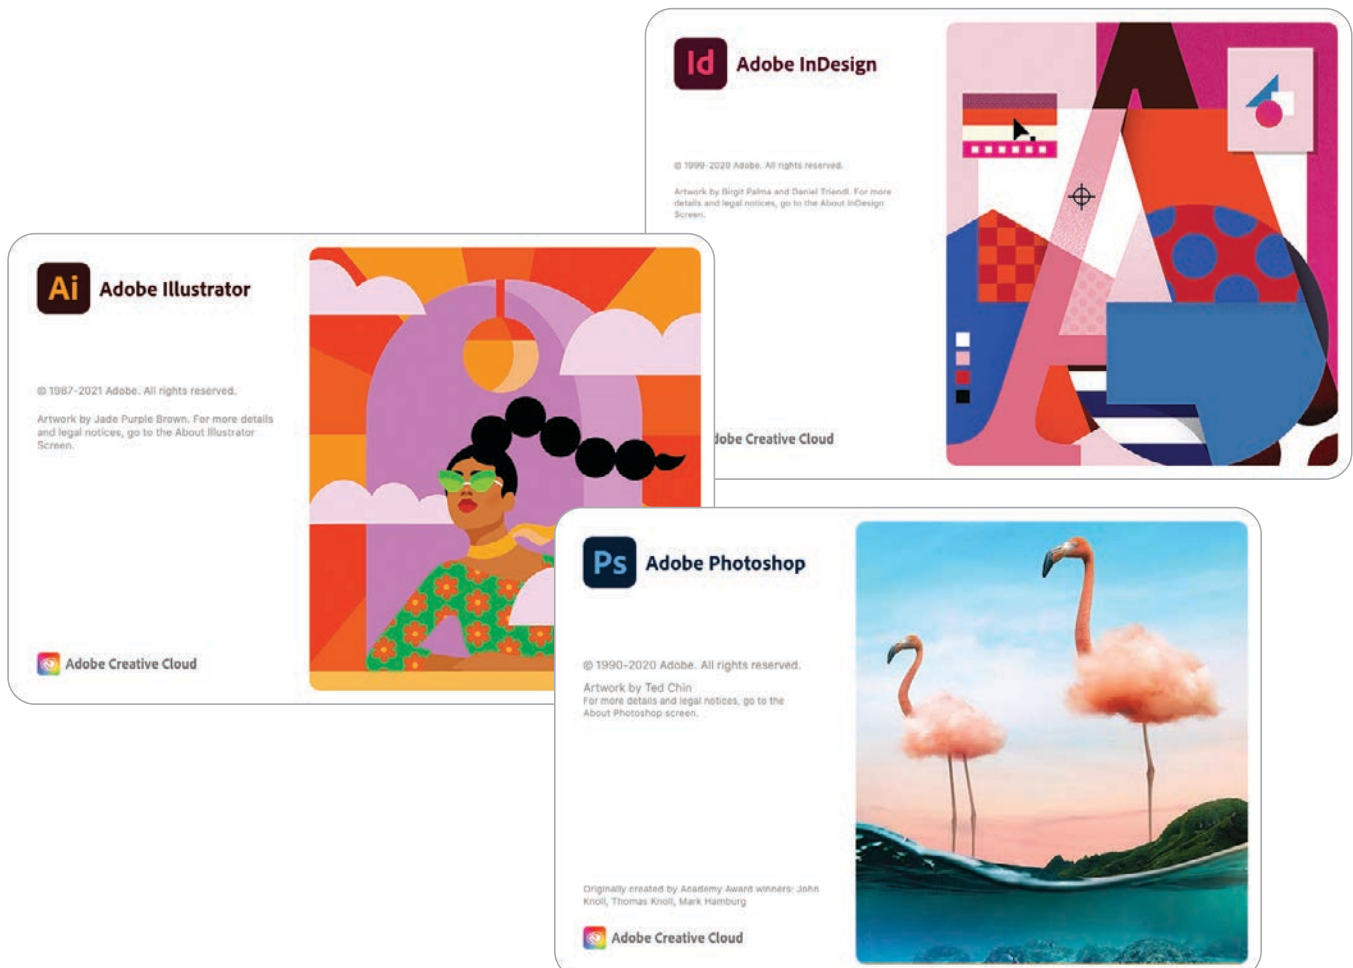 Id
Adobe InDesign
© 1999-2020 Adobe. All rights reserved.
Artwork by Birgit Palma and Daniel Triendl. For more
details and legal notices, go to the About InDesign
Screen.
dobe Creative Cloud
Ai
Adobe Illustrator
© 1987-2021 Adobe. All rights reserved.
Artwork by Jade Purple Brown. For more details
and legal notices, go to the About Illustrator
Screen.
Adobe Creative Cloud
Ps
Adobe Photoshop
© 1990-2020 Adobe. All rights reserved.
Artwork by Ted Chin
For more details and legal notices, go to the
About Photoshop screen.
Originally created by Academy Award winners: John
Knoll, Thomas Knoll, Mark Hamburg
Adobe Creative Cloud